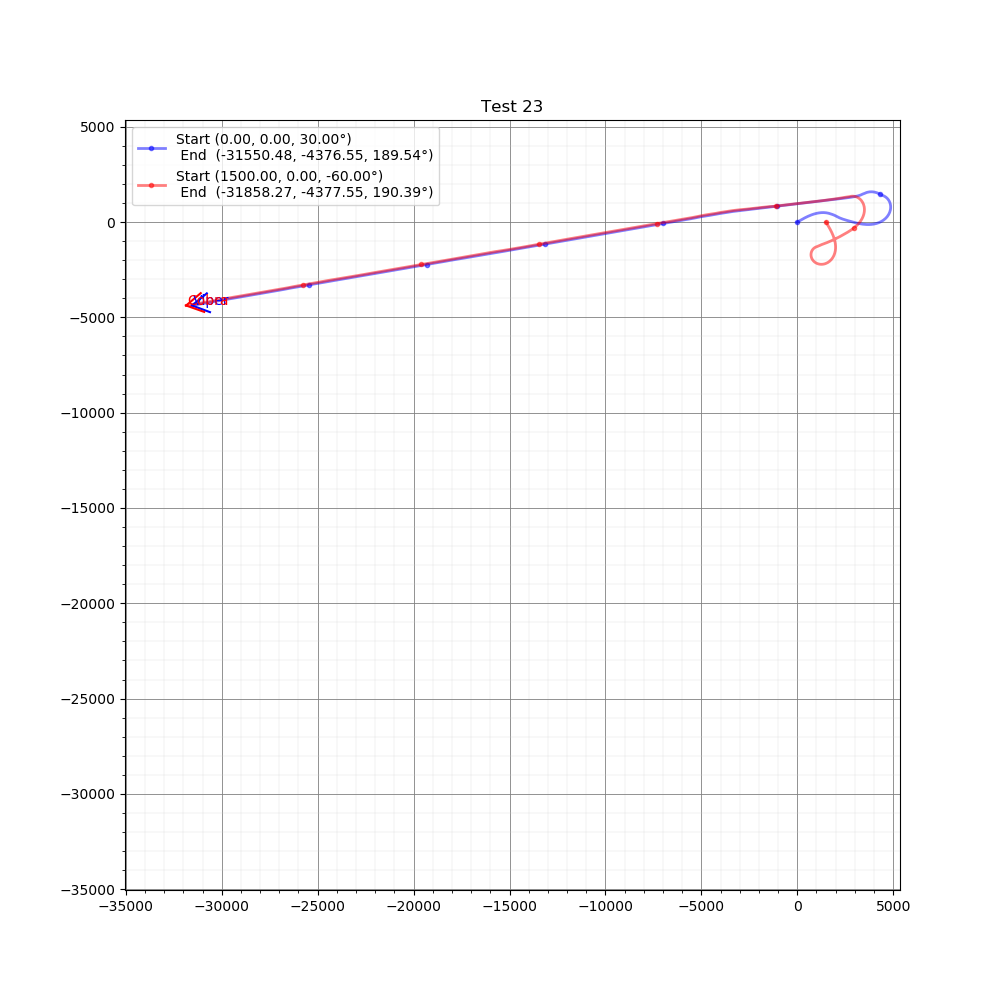 Test 23
Start (0.00, 0.00, 30.00°)
End  (-31550.48, -4376.55, 189.54°)
Start (1500.00, 0.00, -60.00°)
End  (-31858.27, -4377.55, 190.39°)
5000
0
−5000
−10000
−15000
−20000
−25000
−30000
−35000
−35000 −30000 −25000 −20000 −15000 −10000 −5000 0 5000